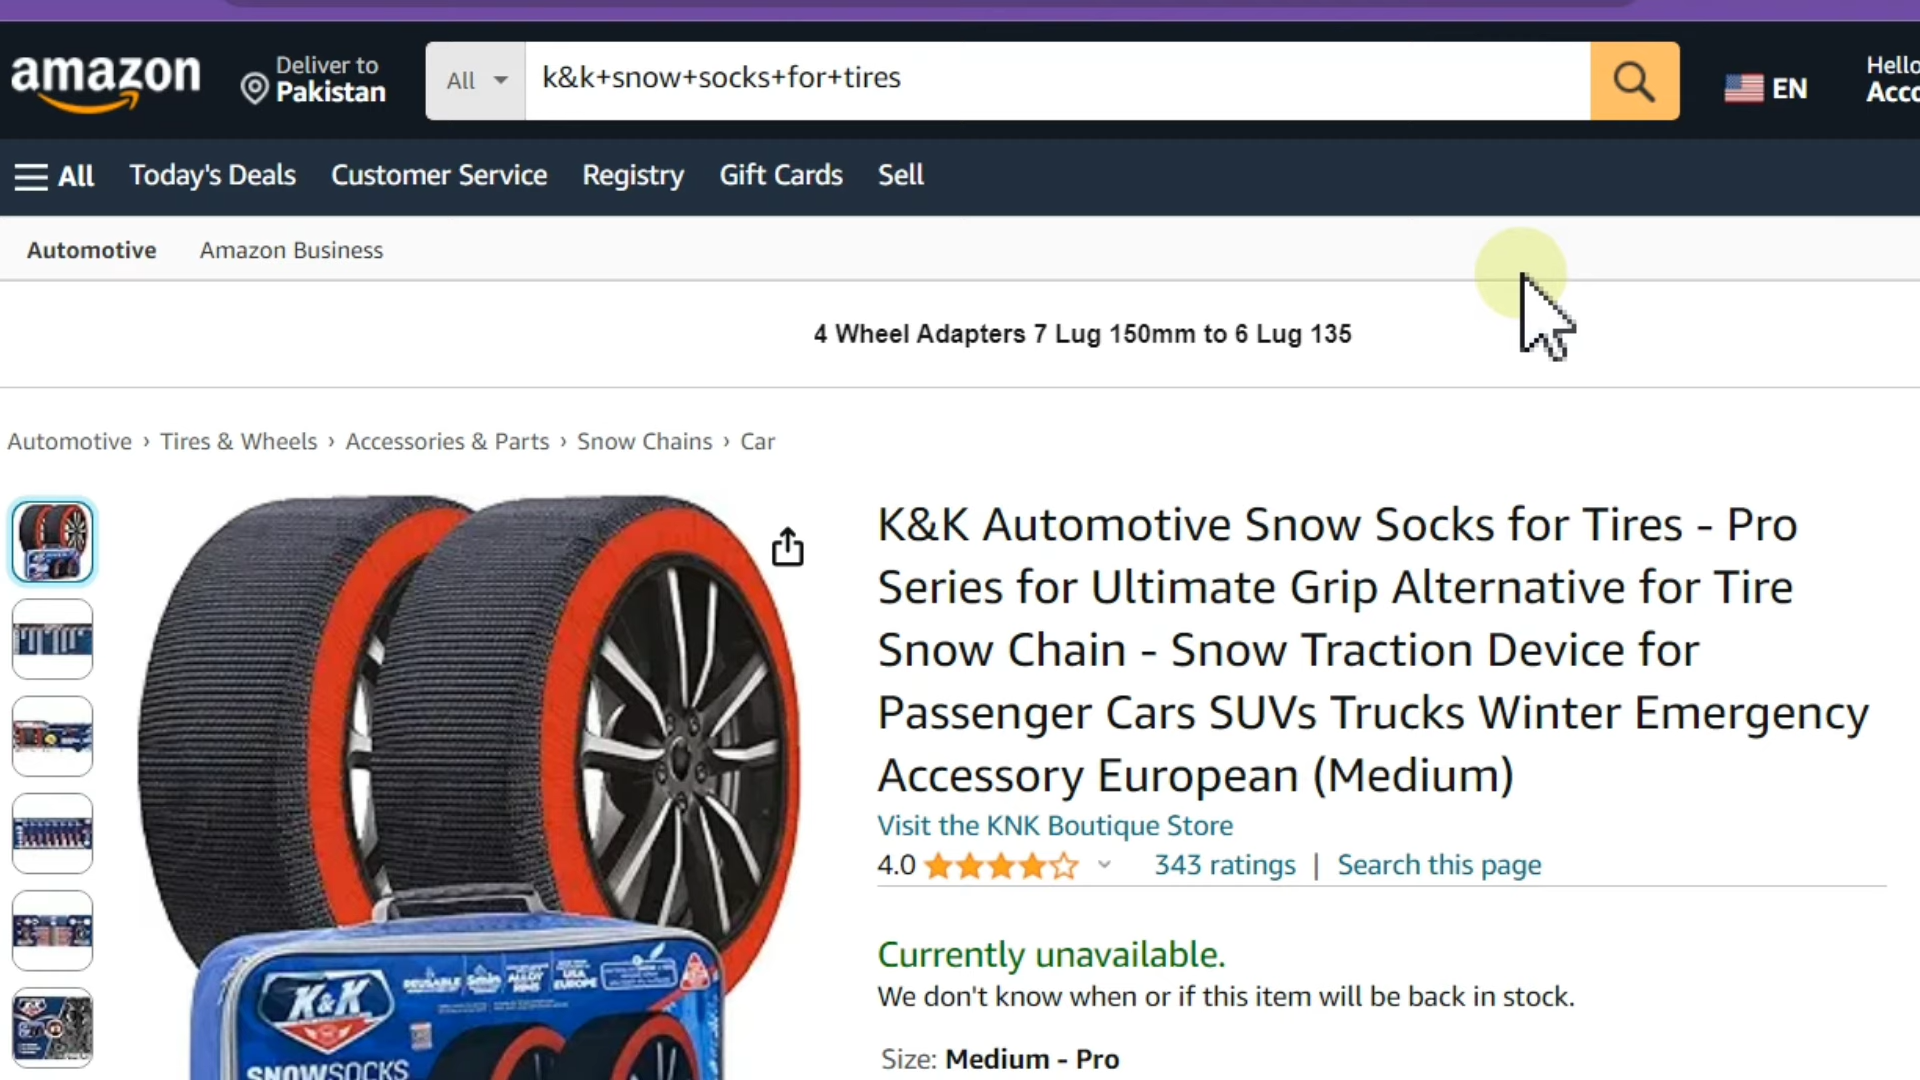 amazon
Deliver to
Pakistan
All
k&k+snow+socks+for+tires
EN
Hello
Acco
All
Today's Deals
Customer Service
Registry
Gift Cards
Sell
Automotive
Amazon Business
4 Wheel Adapters 7 Lug 150mm to 6 Lug 135
Automotive › Tires & Wheels › Accessories & Parts › Snow Chains › Car
K&K Automotive Snow Socks for Tires - Pro
Series for Ultimate Grip Alternative for Tire
Snow Chain - Snow Traction Device for
Passenger Cars SUVs Trucks Winter Emergency
Accessory European (Medium)
Visit the KNK Boutique Store
4.0
343 ratings | Search this page
Currently unavailable.
We don't know when or if this item will be back in stock.
Size: Medium - Pro
K&K
REUSABLE
USA
EUROPE
SNOWSOCKS